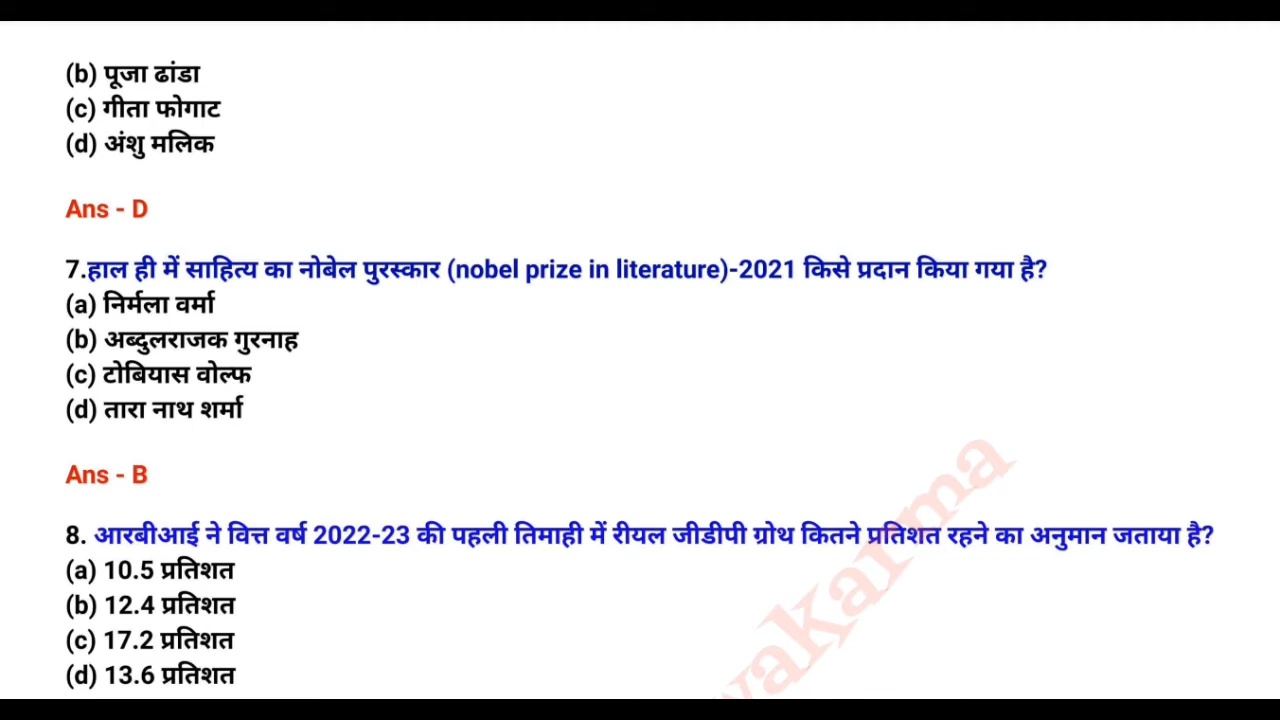 (b) पूजा ढांडा
(c) गीता फोगाट
(d) अंशु मलिक
Ans - D
7.हाल ही में साहित्य का नोबेल पुरस्कार (nobel prize in literature)-2021 किसे प्रदान किया गया है?
(a) निर्मला वर्मा
(b) अब्दुलराजक गुरनाह
(c) टोबियास वोल्फ
(d) तारा नाथ शर्मा
Ans - B
8. आरबीआई ने वित्त वर्ष 2022-23 की पहली तिमाही में रीयल जीडीपी ग्रोथ कितने प्रतिशत रहने का अनुमान जताया है?
(a) 10.5 प्रतिशत
(b) 12.4 प्रतिशत
(c) 17.2 प्रतिशत
(d) 13.6 प्रतिशत